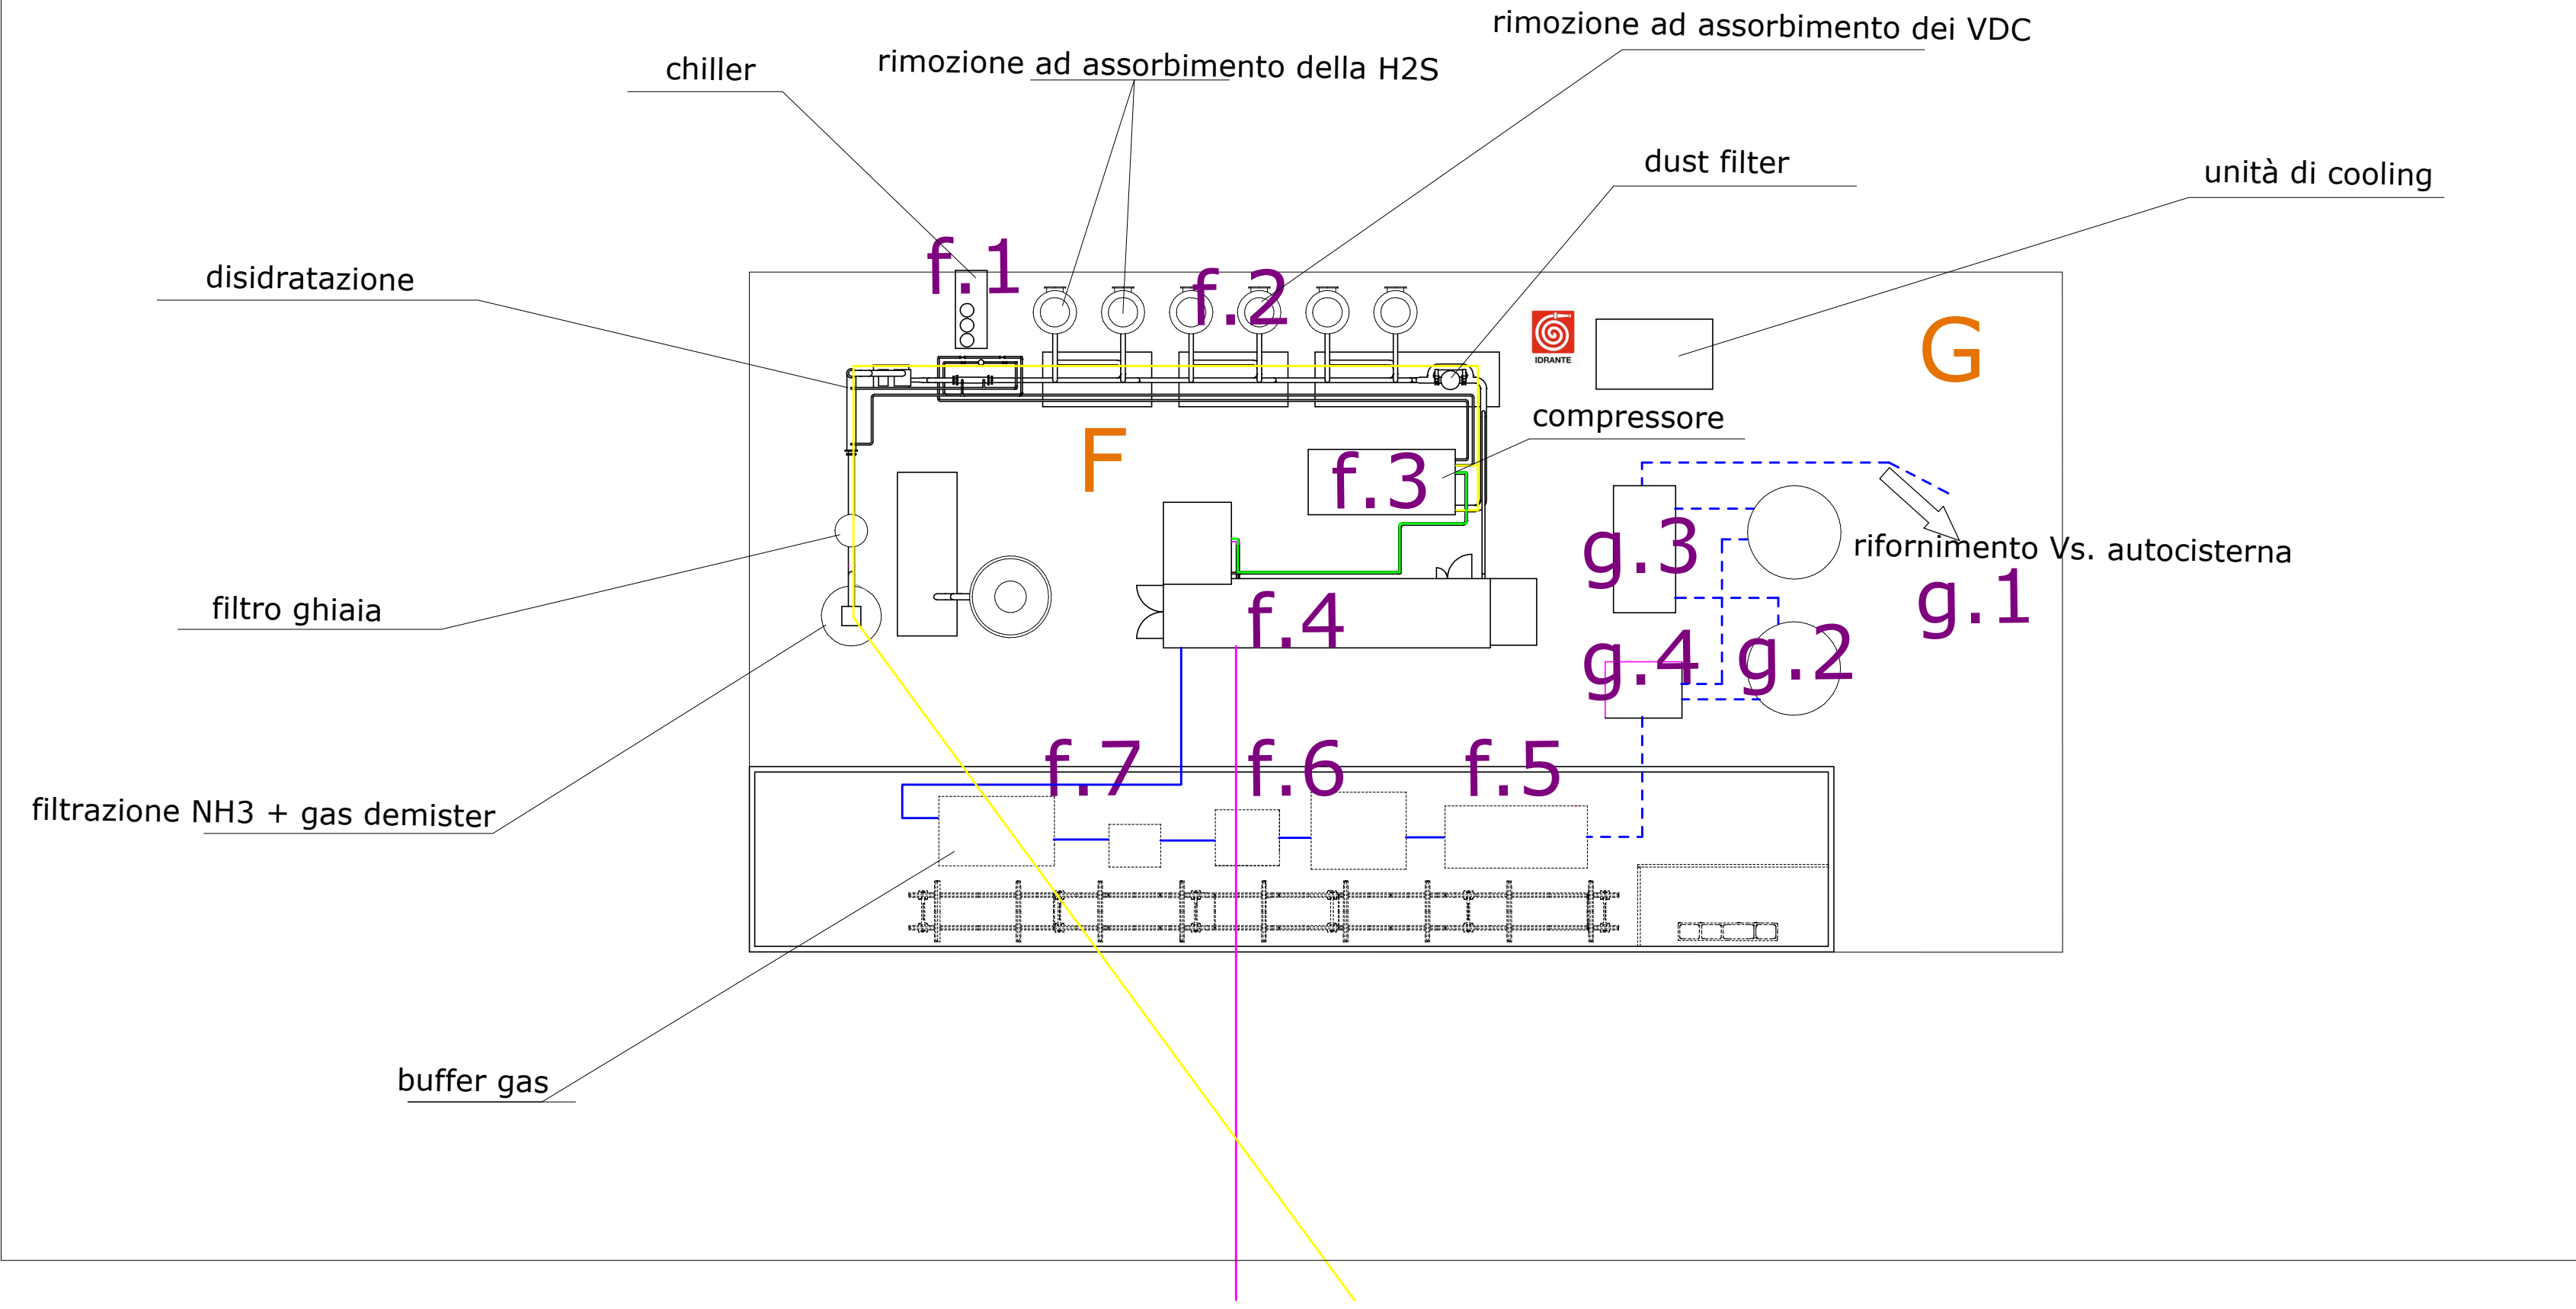 rimozione ad assorbimento dei VDC
chiller
rimozione ad assorbimento della H2S
dust filter
unità di cooling
disidratazione
f.1
f.2
IDRANTE
G
compressore
F
f.3
g.3
rifornimento Vs. autocisterna
g.1
filtro ghiaia
f.4
g.4
g.2
f.7
f.6
f.5
filtrazione NH3 + gas demister
buffer gas